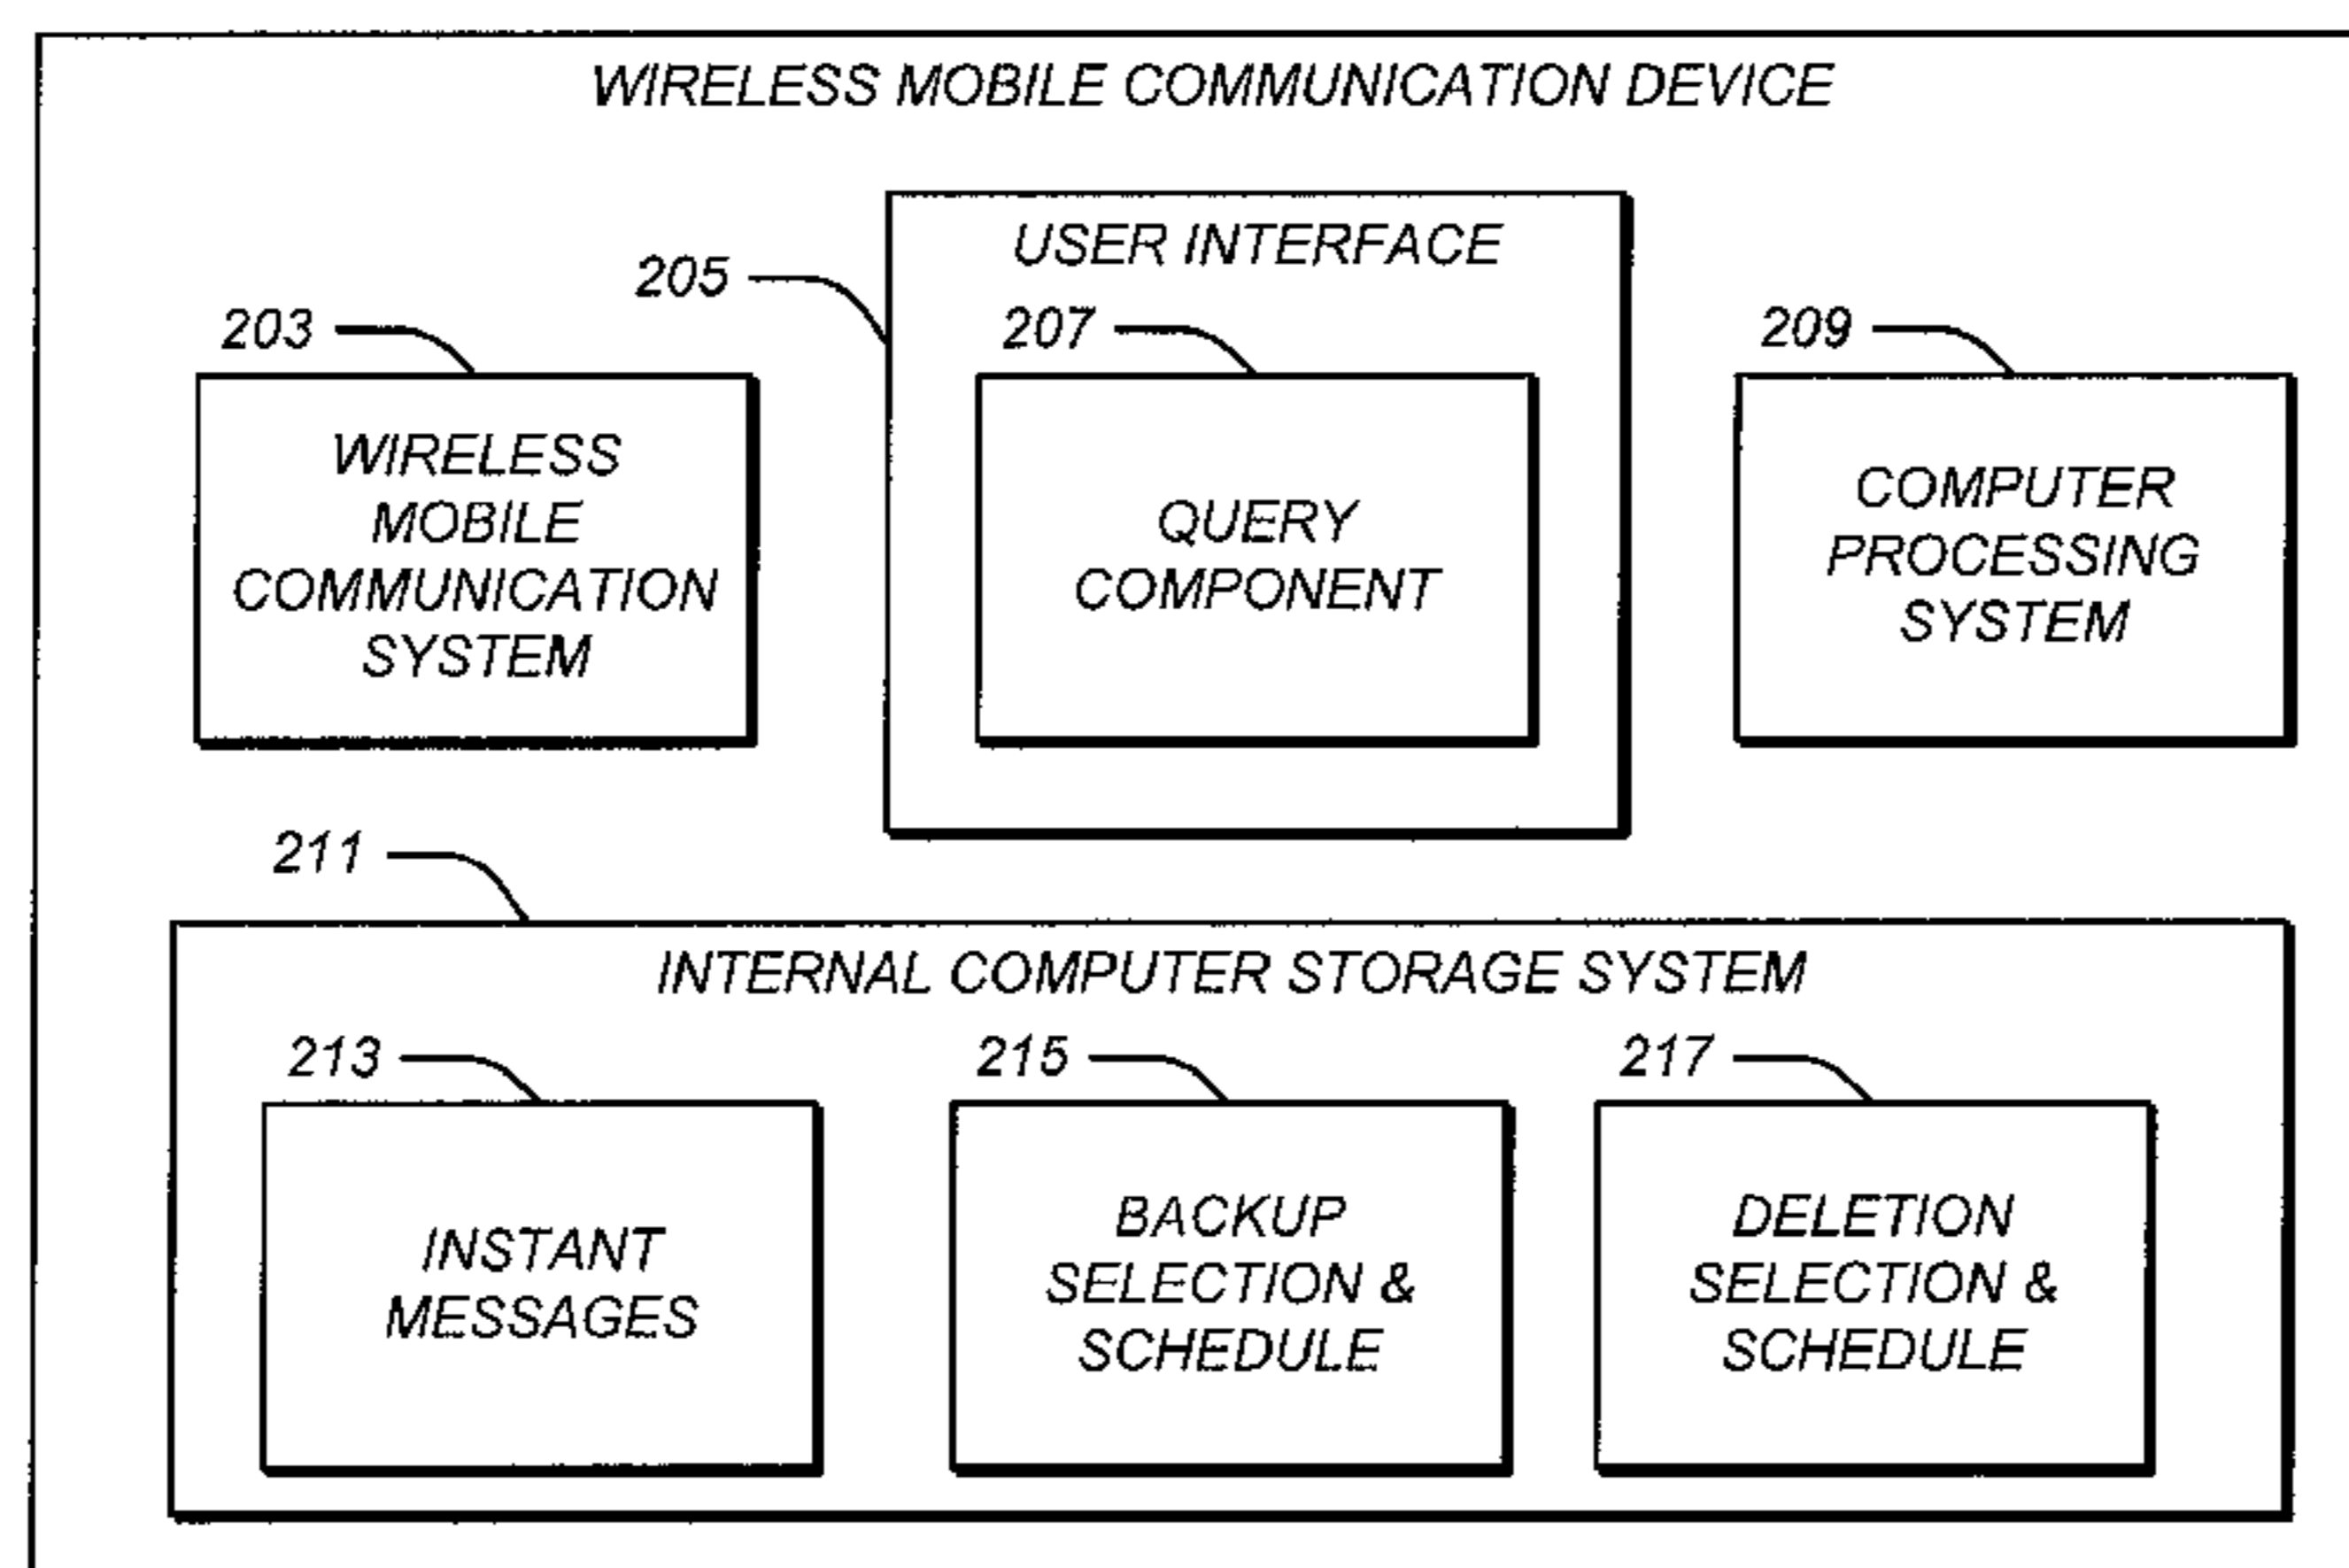 WIRELESS MOBILE COMMUNICATION DEVICE
USER INTERFACE
205
203
207
209
WIRELESS
MOBILE
COMMUNICATION
SYSTEM
QUERY
COMPONENT
COMPUTER
PROCESSING
SYSTEM
211
INTERNAL COMPUTER STORAGE SYSTEM
213
215
217
INSTANT
MESSAGES
BACKUP
SELECTION &
SCHEDULE
DELETION
SELECTION &
SCHEDULE